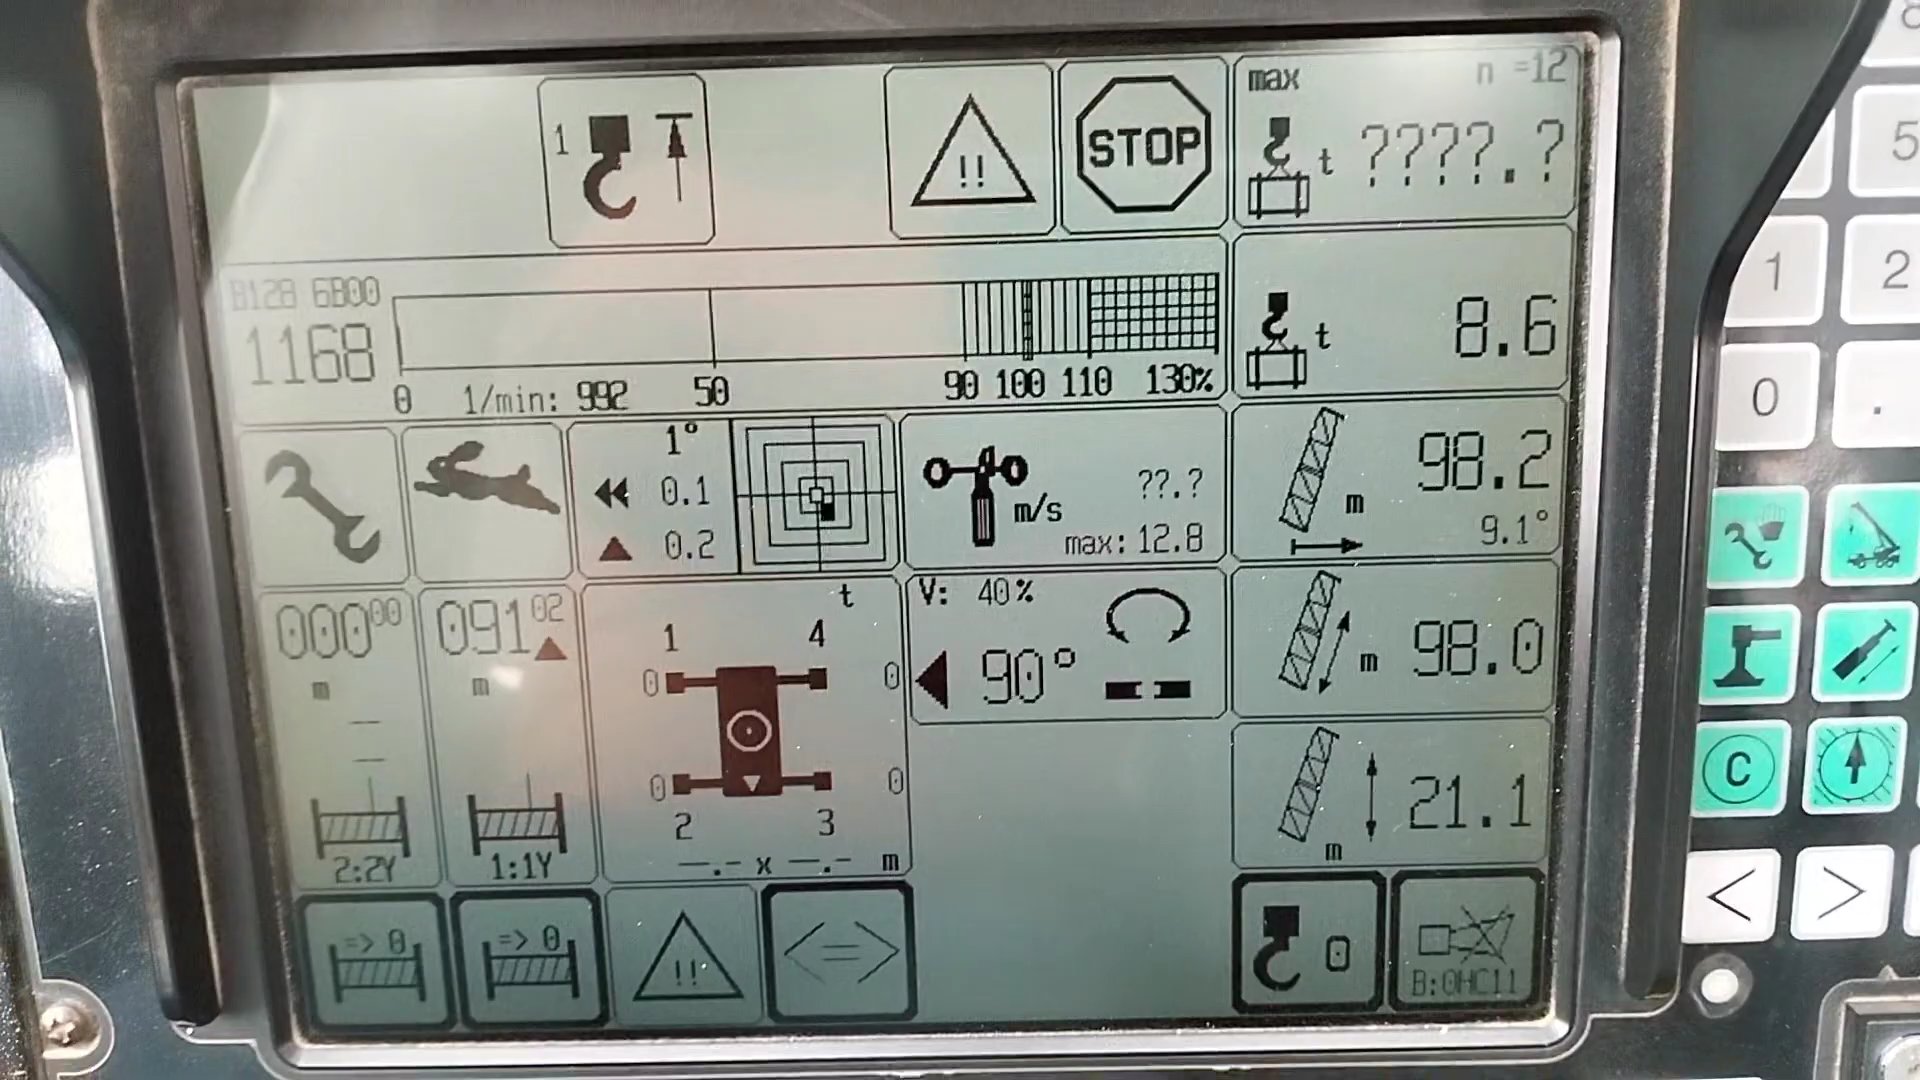 1
!!
STOP
max n =12
t ????.?
B128 6B00
1168
0 1/min: 992 50 90 100 110 130%
t 8.6
1°
0.1
0.2
m/s ??.?
max: 12.8
m 98.2
9.1°
000 00
m
2:2Y
091 02
m
1:1Y
t
1 4
0 0
0 0
2 3
--.- x --.- m
V: 40%
90°
m 98.0
m 21.1
=> 0
=> 0
!!
<=>
0
B:0HC11
5
1 2
0 .
C
< >